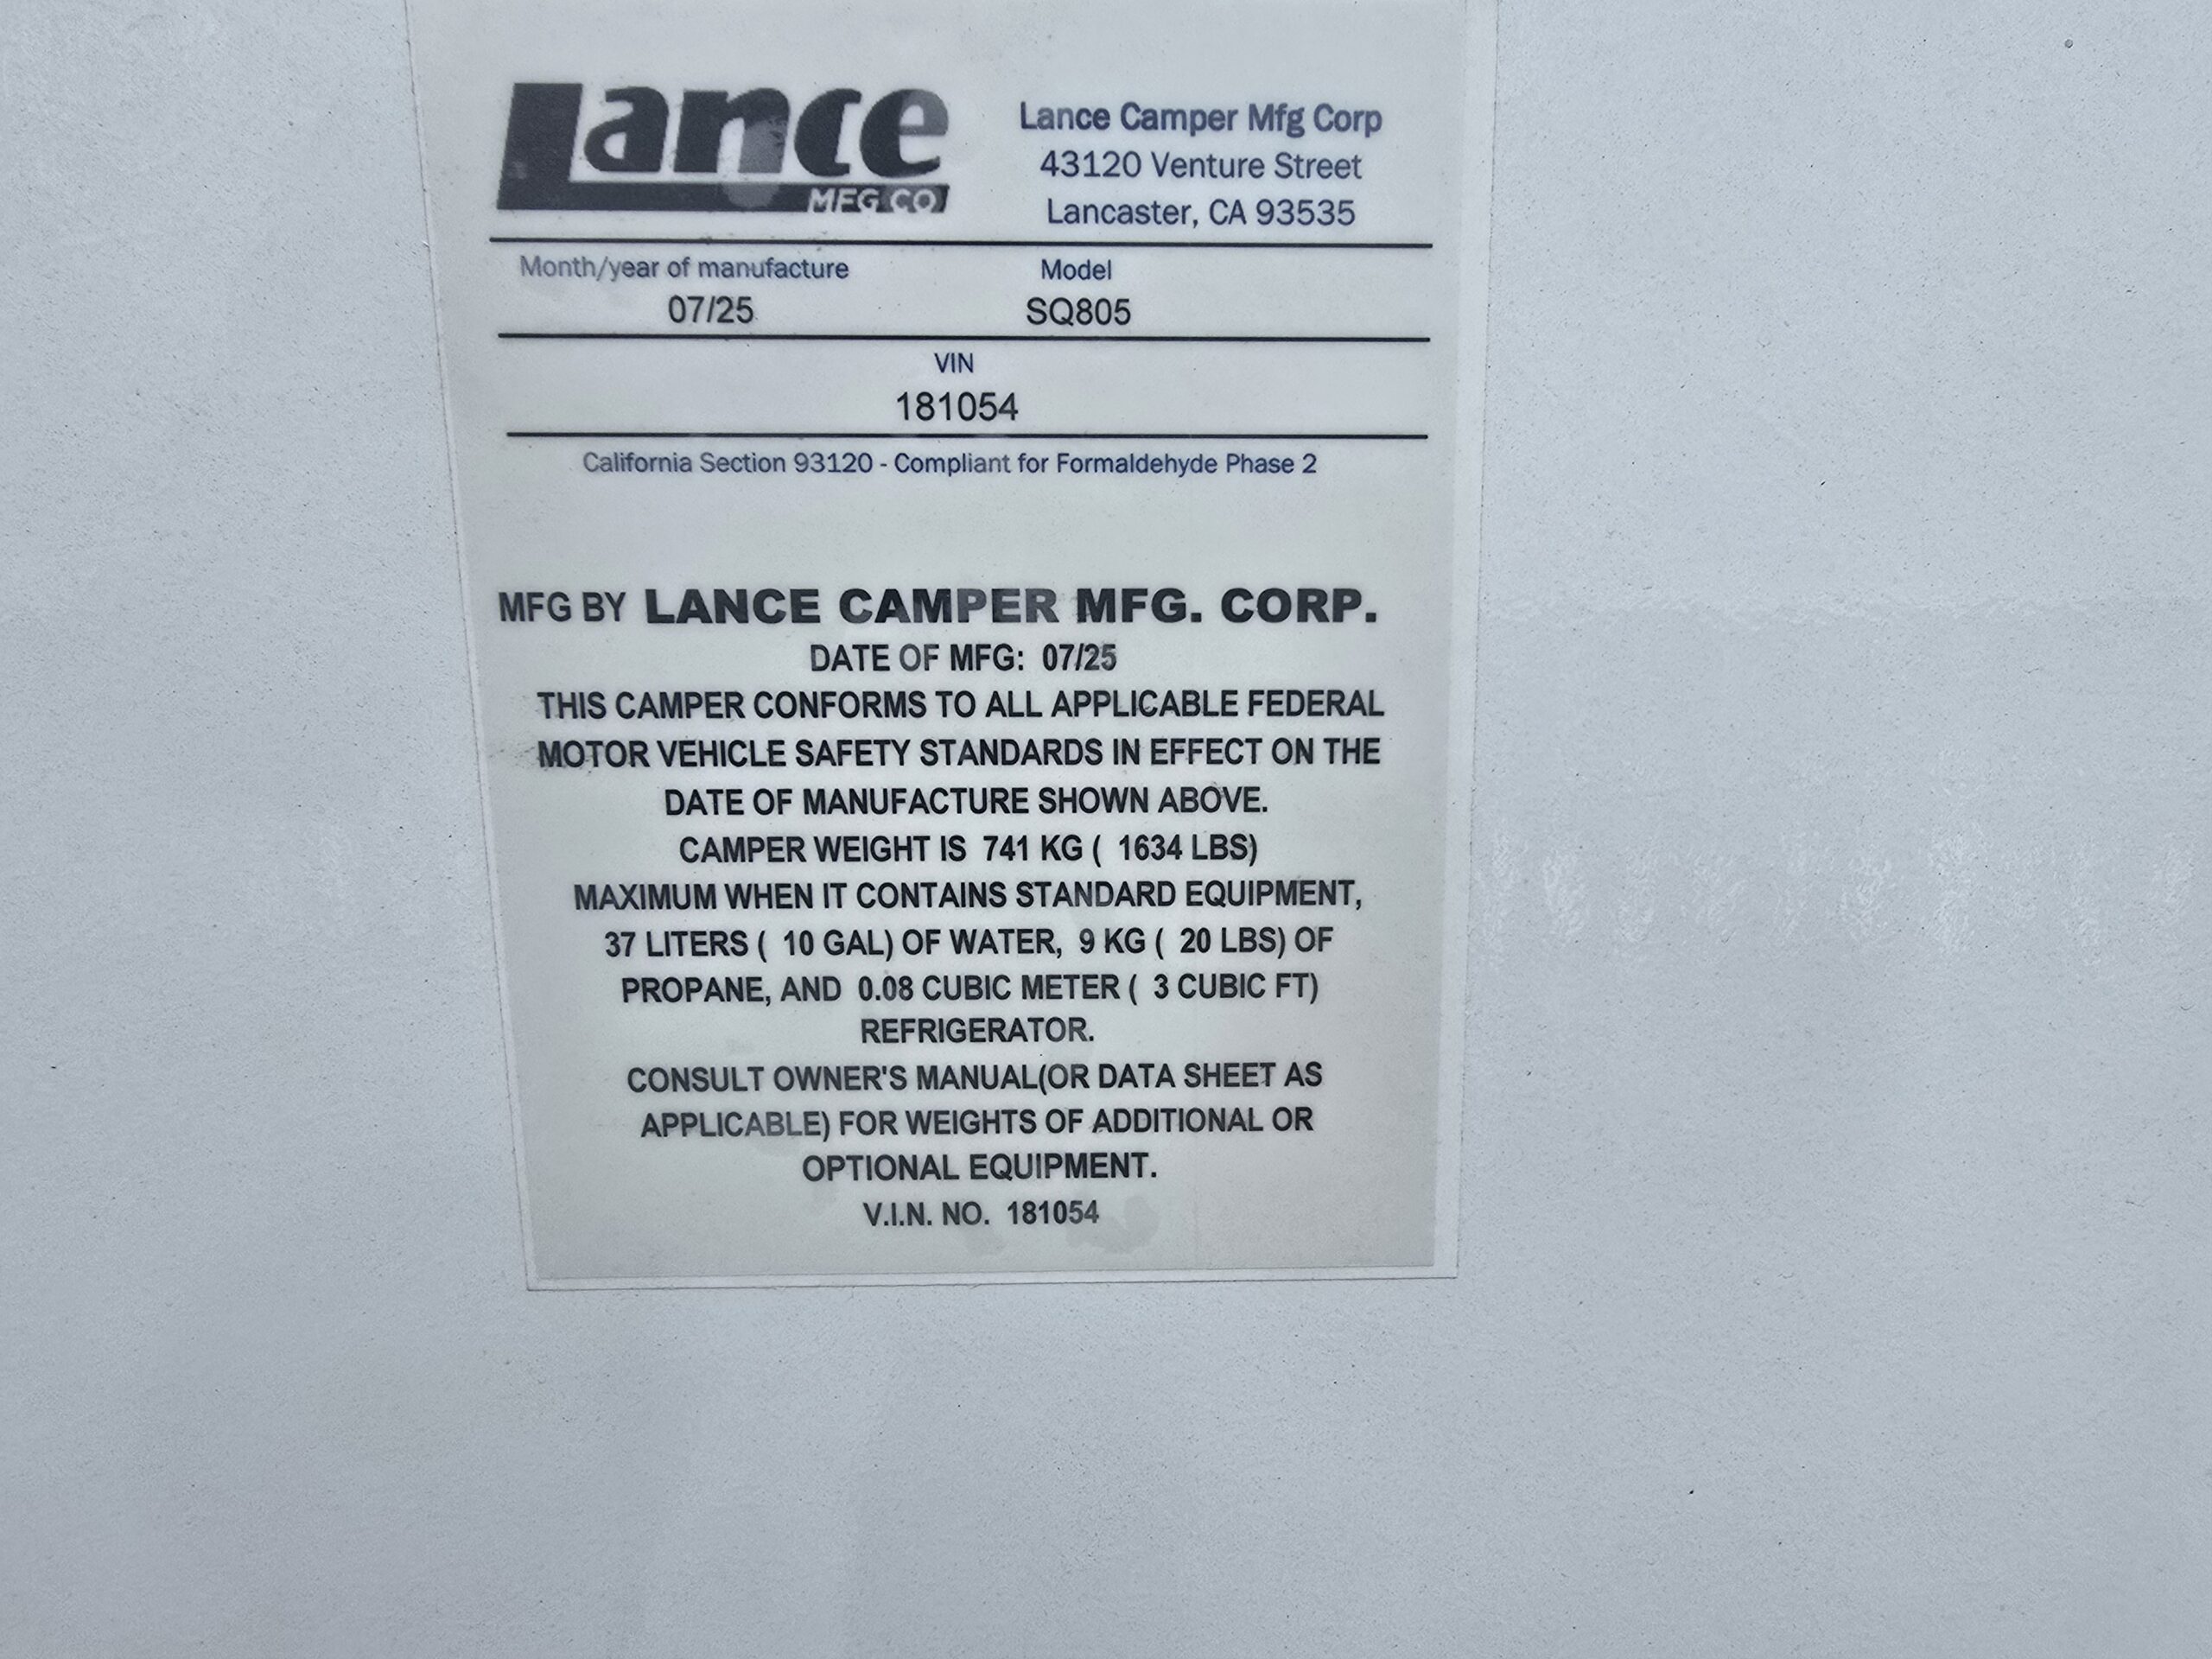 Lance
MFG CO
Lance Camper Mfg Corp
43120 Venture Street
Lancaster, CA 93535
Month/year of manufacture Model
07/25 SQ805
VIN
181054
California Section 93120 - Compliant for Formaldehyde Phase 2
MFG BY LANCE CAMPER MFG. CORP.
DATE OF MFG: 07/25
THIS CAMPER CONFORMS TO ALL APPLICABLE FEDERAL
MOTOR VEHICLE SAFETY STANDARDS IN EFFECT ON THE
DATE OF MANUFACTURE SHOWN ABOVE.
CAMPER WEIGHT IS 741 KG ( 1634 LBS)
MAXIMUM WHEN IT CONTAINS STANDARD EQUIPMENT,
37 LITERS ( 10 GAL) OF WATER, 9 KG ( 20 LBS) OF
PROPANE, AND 0.08 CUBIC METER ( 3 CUBIC FT)
REFRIGERATOR.
CONSULT OWNER'S MANUAL(OR DATA SHEET AS
APPLICABLE) FOR WEIGHTS OF ADDITIONAL OR
OPTIONAL EQUIPMENT.
V.I.N. NO. 181054